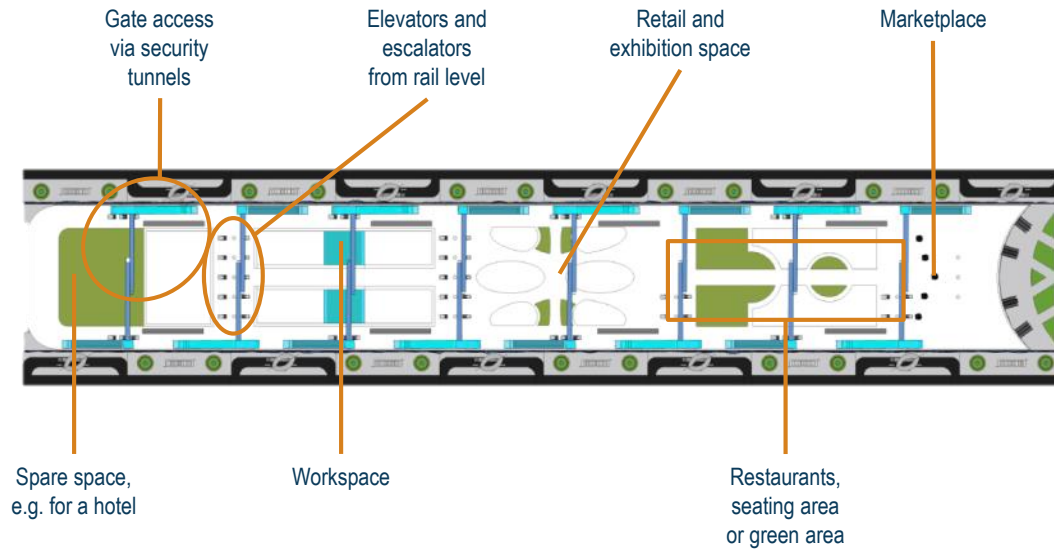 Gate access
via security
tunnels
Elevators and
escalators
from rail level
Retail and
exhibition space
Marketplace
Spare space,
e.g. for a hotel
Workspace
Restaurants,
seating area
or green area